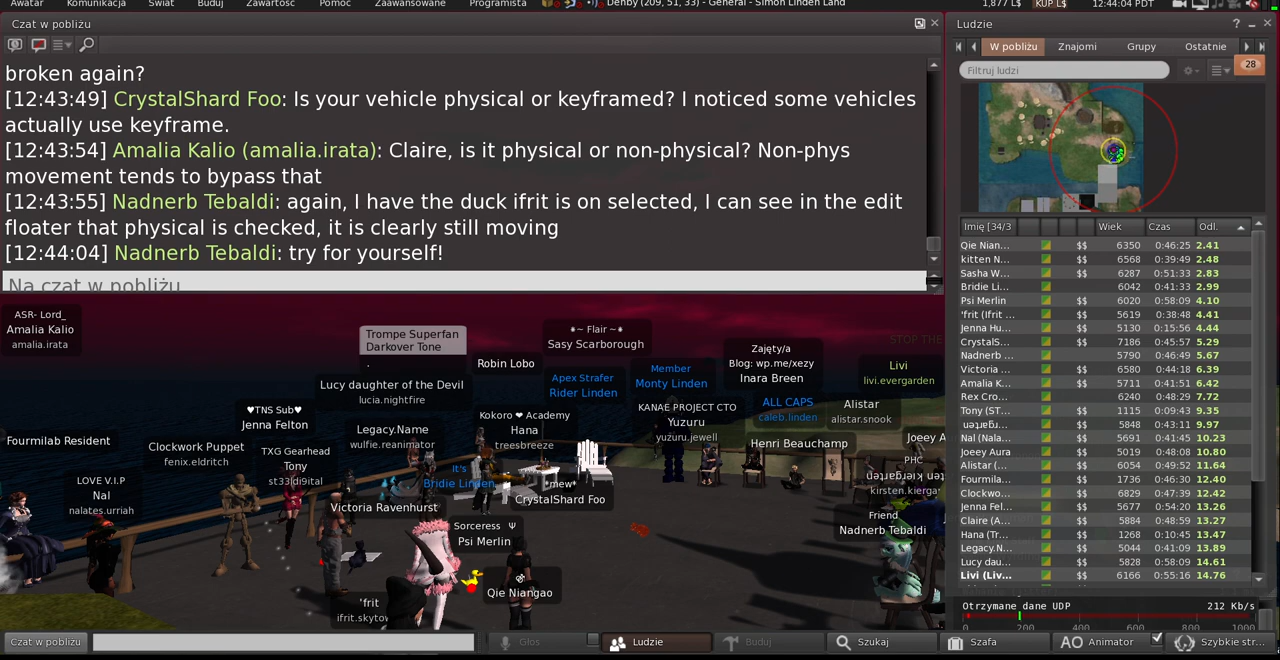 Awatar Komunikacja Świat Buduj Zawartość Pomoc Zaawansowane Programista Denby (209, 51, 33) - General - Simon Linden Land 1,877 L$ KUP L$ 12:44:04 PDT
Czat w pobliżu
broken again?
[12:43:49] CrystalShard Foo: Is your vehicle physical or keyframed? I noticed some vehicles
actually use keyframe.
[12:43:54] Amalia Kalio (amalia.irata): Claire, is it physical or non-physical? Non-phys
movement tends to bypass that
[12:43:55] Nadnerb Tebaldi: again, I have the duck ifrit is on selected, I can see in the edit
floater that physical is checked, it is clearly still moving
[12:44:04] Nadnerb Tebaldi: try for yourself!
Na czat w pobliżu
ASR- Lord_
Amalia Kalio
amalia.irata
Trompe Superfan
Darkover Tone
.
✷~ Flair ~✷
Sasy Scarborough
STOP THE
Robin Lobo
Zajęty/a
Blog: wp.me/xezy
Inara Breen
Livi
livi.evergarden
Apex Strafer
Rider Linden
Member
Monty Linden
Lucy daughter of the Devil
lucia.nightfire
ALL CAPS
caleb.linden
Alistar
alistar.snook
♥TNS Sub♥
Jenna Felton
Kokoro ❤ Academy
Hana
treesbreeze
KANAE PROJECT CTO
Yuzuru
yuzuru.jewell
Legacy.Name
wulfie.reanimator
Fourmilab Resident
Clockwork Puppet
fenix.eldritch
TXG Gearhead
Tony
st33ldi9ital
Henri Beauchamp
Joeey A
It's
Bridie Linden
PHC
kirsten.kierga
LOVE V.I.P
Nal
nalates.urriah
*mew*
CrystalShard Foo
Victoria Ravenhurst
Sorceress Ψ
Psi Merlin
Friend
Nadnerb Tebaldi
Qie Niangao
'frit
ifrit.skytow
Ludzie
W pobliżu Znajomi Grupy Ostatnie
Filtruj ludzi
28
Imię [34/3 Wiek Czas Odl.
Qie Nian... $$ 6350 0:46:25 2.41
kitten N... $$ 6568 0:39:49 2.48
Sasha W... $$ 6287 0:51:33 2.83
Bridie Li... 6042 0:41:33 2.99
Psi Merlin $$ 6020 0:58:09 4.10
'frit (Ifrit ... $$ 5619 0:38:48 4.41
Jenna Hu... $$ 5130 0:15:56 4.44
CrystalS... $$ 7186 0:45:57 5.29
Nadnerb ... 5790 0:46:49 5.67
Victoria ... $$ 6580 0:44:18 6.39
Amalia K... $$ 5711 0:41:51 6.42
Rex Cro... 6240 0:48:29 7.72
Tony (ST... $$ 1115 0:09:43 9.35
$$ 5848 0:43:11 9.97
Nal (Nala... $$ 5691 0:41:45 10.23
Joeey Aura $$ 5019 0:48:08 10.80
Alistar (... $$ 6054 0:49:52 11.64
Fourmila... $$ 1736 0:46:30 12.40
Clockwo... $$ 6829 0:47:39 12.42
Jenna Fel... $$ 5677 0:54:20 13.26
Claire (A... $$ 5884 0:48:59 13.27
Hana (Tr... $$ 1268 0:10:45 13.47
Legacy.N... $$ 5044 0:41:09 13.89
Lucy dau... $$ 5828 0:58:09 14.61
Livi (Liv... $$ 6166 0:55:16 14.76
Otrzymane dane UDP 212 Kb/s
0 200 400 600 800 1000
Czat w pobliżu Głos Ludzie Buduj Szukaj Szafa AO Animator Szybkie str...